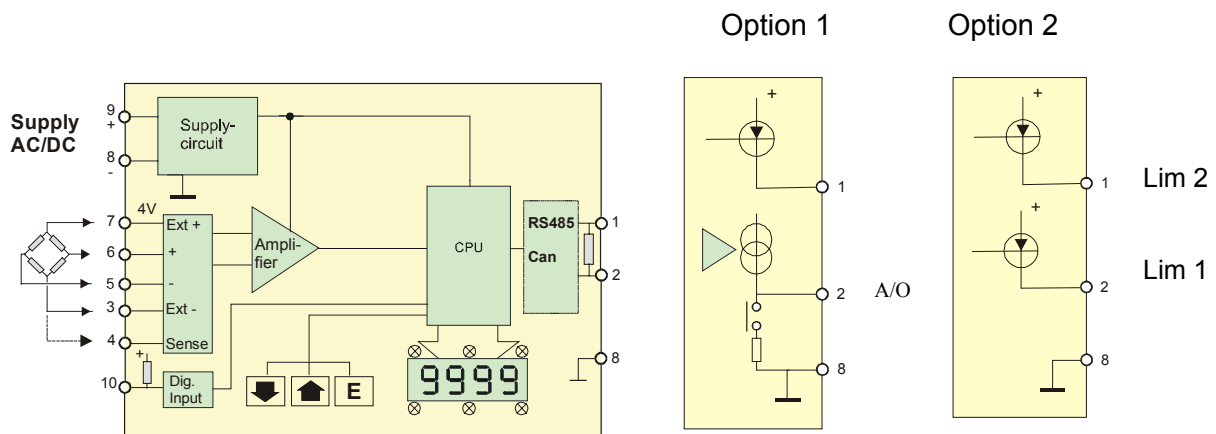 Option 1
Option 2
Supply
AC/DC
9
+
8
-
Supply-
circuit
7
4V
Ext +
6
+
5
-
3
Ext -
4
Sense
+
10
Dig.
Input
Ampli-
fier
CPU
RS485
Can
1
2
8
E
9999
+
1
2
A/O
8
+
1
Lim 2
+
Lim 1
2
8